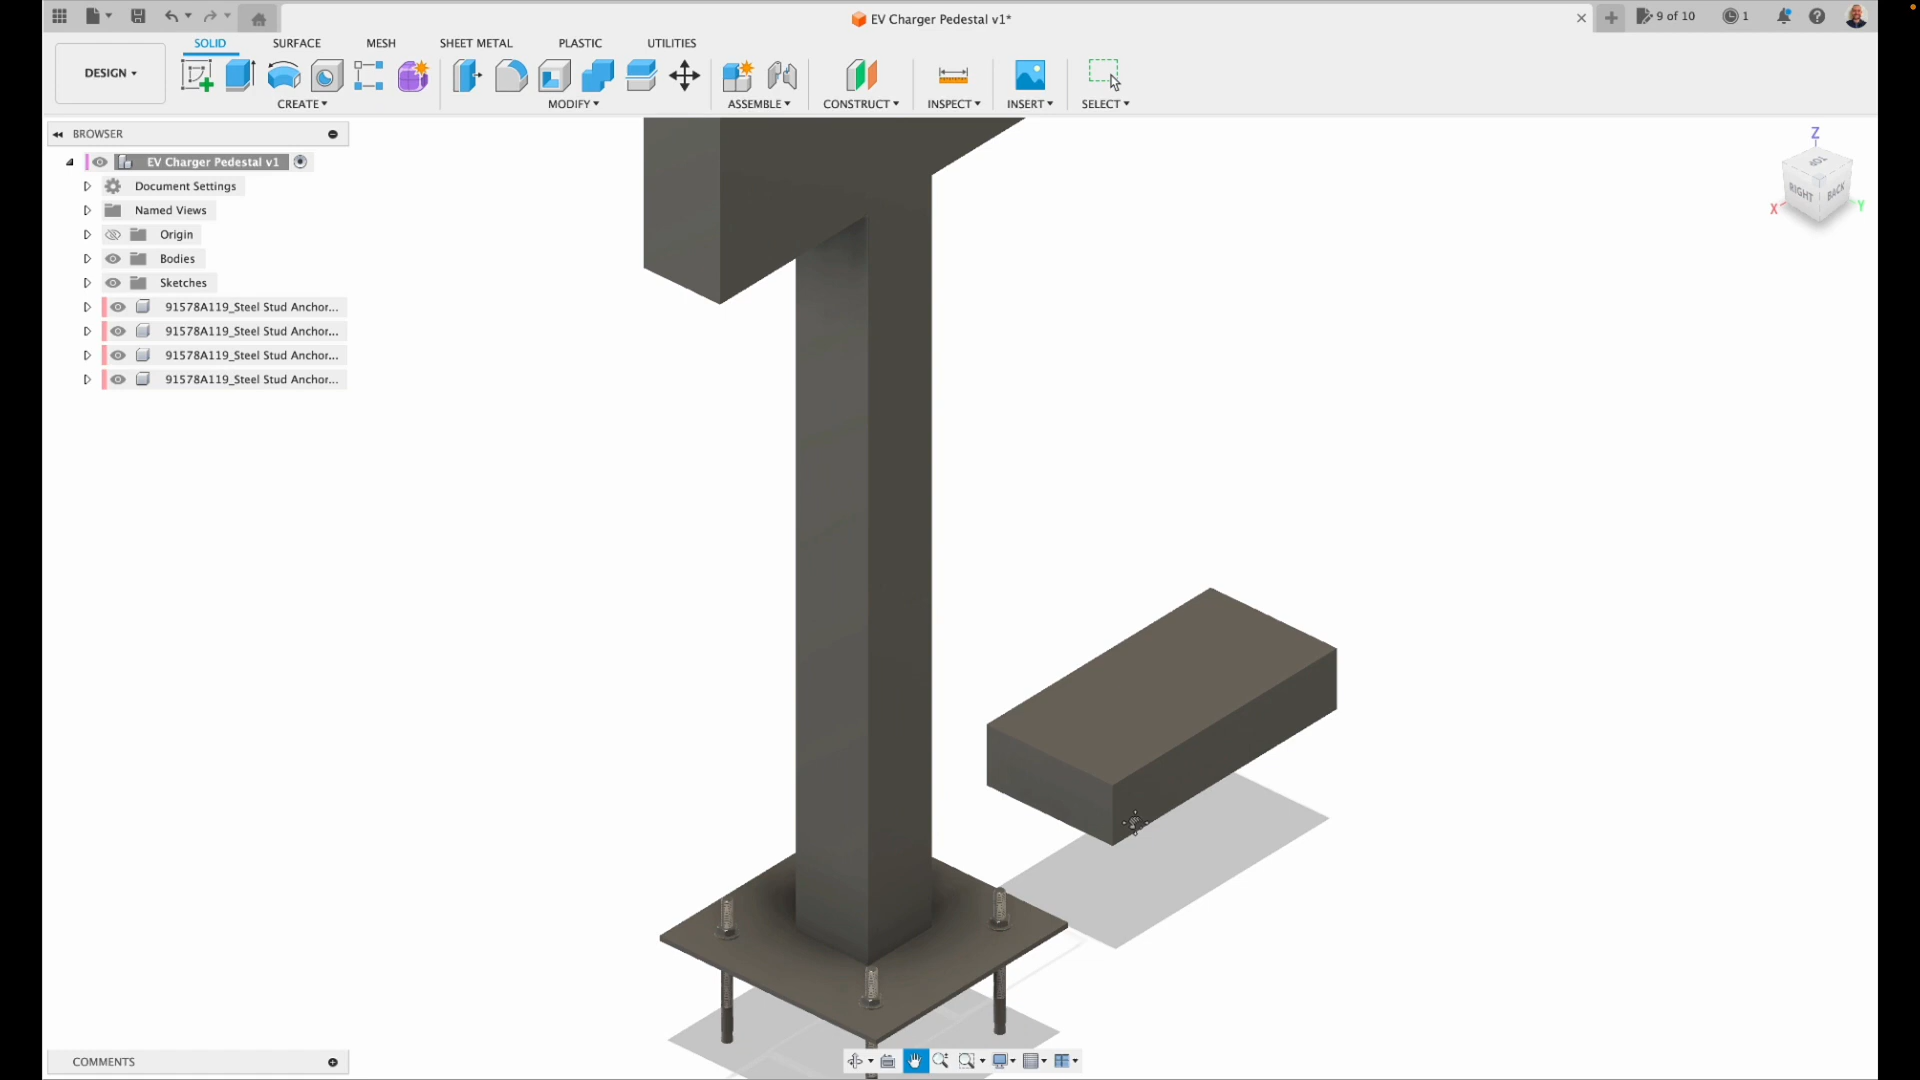 EV Charger Pedestal v1*
9 of 10
1
DESIGN
SOLID
SURFACE
MESH
SHEET METAL
PLASTIC
UTILITIES
CREATE
MODIFY
ASSEMBLE
CONSTRUCT
INSPECT
INSERT
SELECT
BROWSER
EV Charger Pedestal v1
Document Settings
Named Views
Origin
Bodies
Sketches
91578A119_Steel Stud Anchor...
91578A119_Steel Stud Anchor...
91578A119_Steel Stud Anchor...
91578A119_Steel Stud Anchor...
Z
TOP
RIGHT
BACK
X
Y
COMMENTS